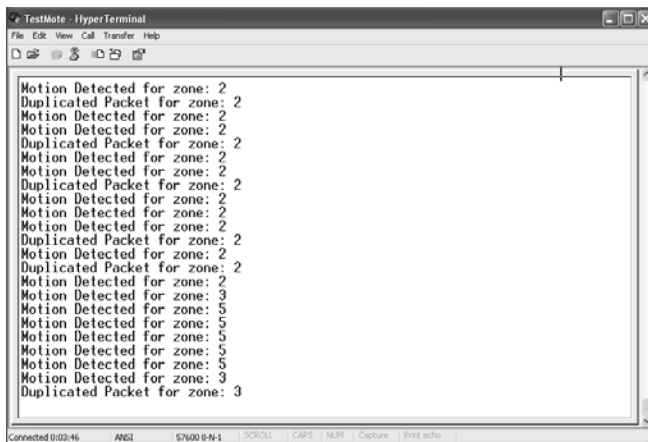 TestMote - HyperTerminal
File Edit View Call Transfer Help
Motion Detected for zone: 2
Duplicated Packet for zone: 2
Motion Detected for zone: 2
Motion Detected for zone: 2
Duplicated Packet for zone: 2
Motion Detected for zone: 2
Motion Detected for zone: 2
Duplicated Packet for zone: 2
Motion Detected for zone: 2
Motion Detected for zone: 2
Motion Detected for zone: 2
Duplicated Packet for zone: 2
Motion Detected for zone: 2
Duplicated Packet for zone: 2
Motion Detected for zone: 2
Motion Detected for zone: 3
Motion Detected for zone: 5
Motion Detected for zone: 5
Motion Detected for zone: 5
Motion Detected for zone: 5
Motion Detected for zone: 5
Motion Detected for zone: 3
Duplicated Packet for zone: 3
Connected 0:03:46 ANSI 57600 8-N-1 SCROLL CAPS NUM Capture Print echo